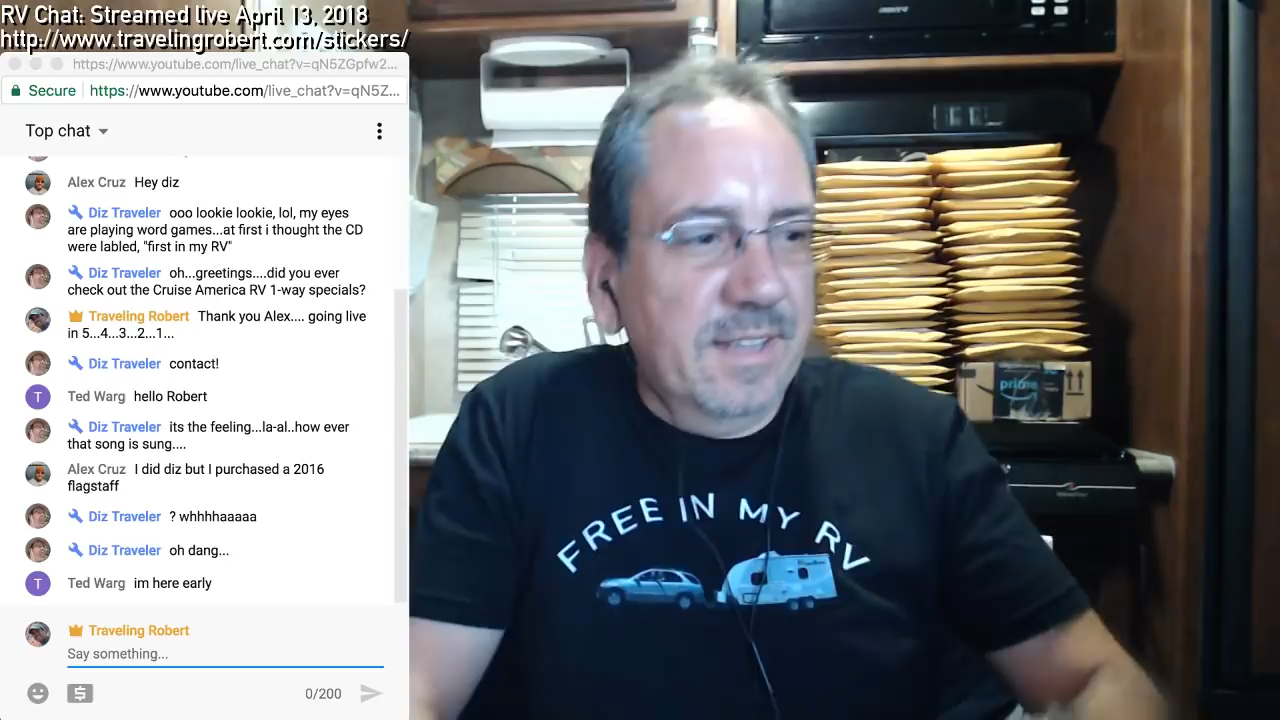 RV Chat: Streamed live April 13, 2018
http://www.travelingrobert.com/stickers/
https://www.youtube.com/live_chat?v=qN5ZGpfw2...
Secure https://www.youtube.com/live_chat?v=qN5Z...
Top chat
Alex Cruz Hey diz
Diz Traveler ooo lookie lookie, lol, my eyes
are playing word games...at first i thought the CD
were labled, "first in my RV"
Diz Traveler oh...greetings....did you ever
check out the Cruise America RV 1-way specials?
Traveling Robert Thank you Alex.... going live
in 5...4...3...2...1...
Diz Traveler contact!
T Ted Warg hello Robert
Diz Traveler its the feeling...la-al..how ever
that song is sung....
Alex Cruz I did diz but I purchased a 2016
flagstaff
Diz Traveler ? whhhhaaaaa
Diz Traveler oh dang...
T Ted Warg im here early
Traveling Robert
Say something...
$ 0/200
prime
FREE IN MY RV